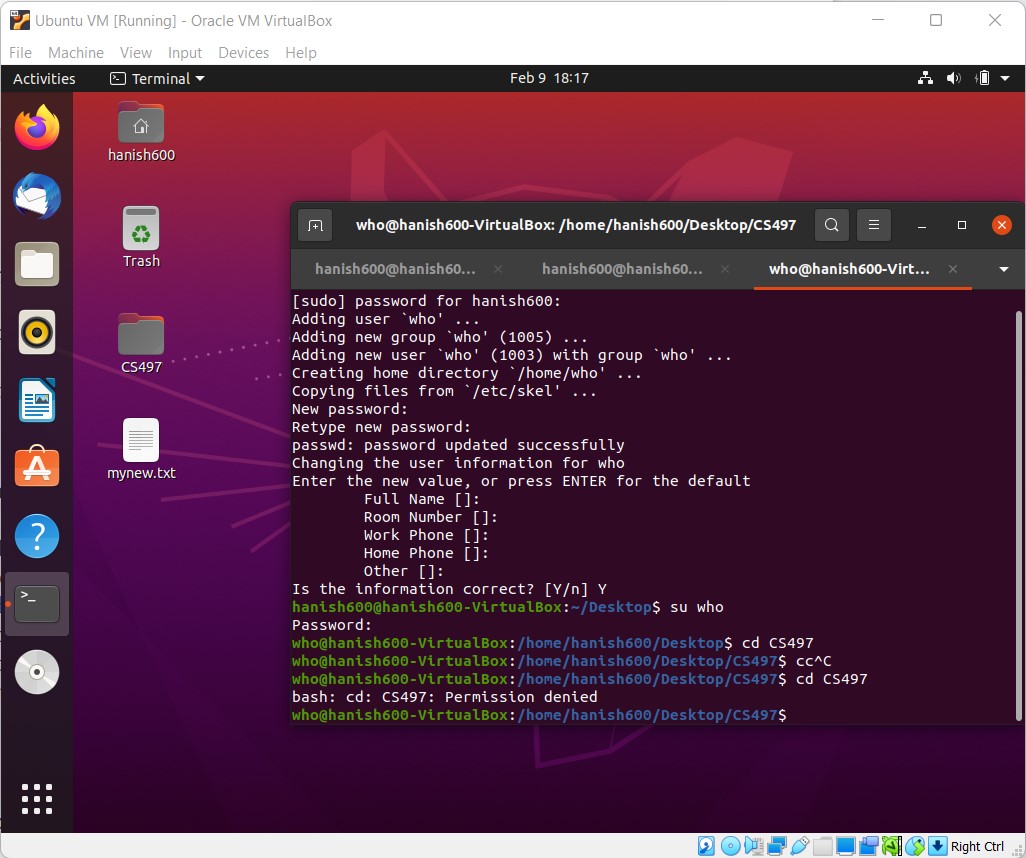 Ubuntu VM [Running] - Oracle VM VirtualBox
File Machine View Input Devices Help
Activities Terminal Feb 9 18:17
hanish600
Trash
CS497
mynew.txt
who@hanish600-VirtualBox: /home/hanish600/Desktop/CS497
hanish600@hanish60... hanish600@hanish60... who@hanish600-Virt...
[sudo] password for hanish600:
Adding user `who' ...
Adding new group `who' (1005) ...
Adding new user `who' (1003) with group `who' ...
Creating home directory `/home/who' ...
Copying files from `/etc/skel' ...
New password:
Retype new password:
passwd: password updated successfully
Changing the user information for who
Enter the new value, or press ENTER for the default
Full Name []:
Room Number []:
Work Phone []:
Home Phone []:
Other []:
Is the information correct? [Y/n] Y
hanish600@hanish600-VirtualBox:~/Desktop$ su who
Password:
who@hanish600-VirtualBox:/home/hanish600/Desktop$ cd CS497
who@hanish600-VirtualBox:/home/hanish600/Desktop/CS497$ cc^C
who@hanish600-VirtualBox:/home/hanish600/Desktop/CS497$ cd CS497
bash: cd: CS497: Permission denied
who@hanish600-VirtualBox:/home/hanish600/Desktop/CS497$
Right Ctrl